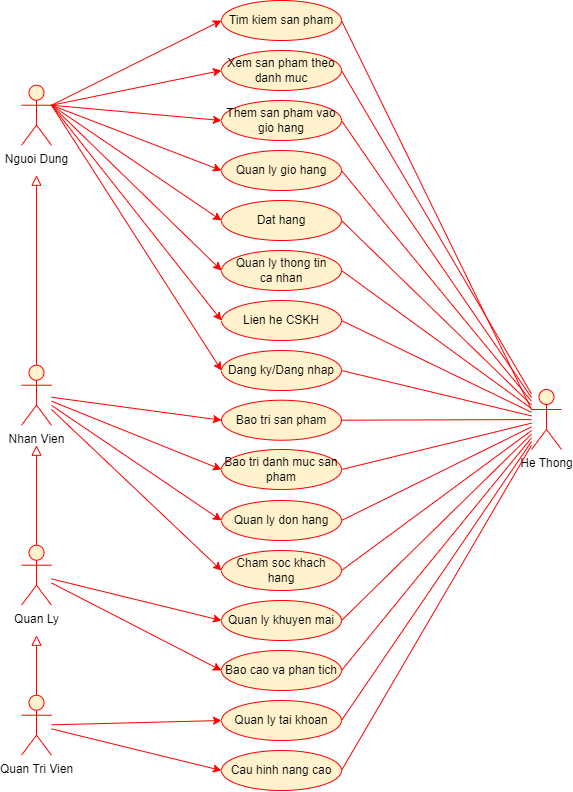 Tim kiem san pham
Xem san pham theo
danh muc
Them san pham vao
gio hang
Nguoi Dung
Quan ly gio hang
Dat hang
Quan ly thong tin
ca nhan
Lien he CSKH
Dang ky/Dang nhap
Bao tri san pham
Nhan Vien
Bao tri danh muc san
pham
He Thong
Quan ly don hang
Cham soc khach
hang
Quan Ly
Quan ly khuyen mai
Bao cao va phan tich
Quan ly tai khoan
Quan Tri Vien
Cau hinh nang cao